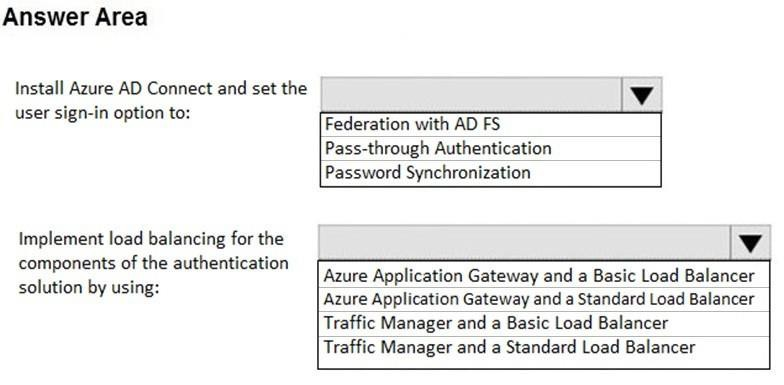 Answer Area
Install Azure AD Connect and set the
user sign-in option to:
Federation with AD FS
Pass-through Authentication
Password Synchronization
Implement load balancing for the
components of the authentication
solution by using:
Azure Application Gateway and a Basic Load Balancer
Azure Application Gateway and a Standard Load Balancer
Traffic Manager and a Basic Load Balancer
Traffic Manager and a Standard Load Balancer